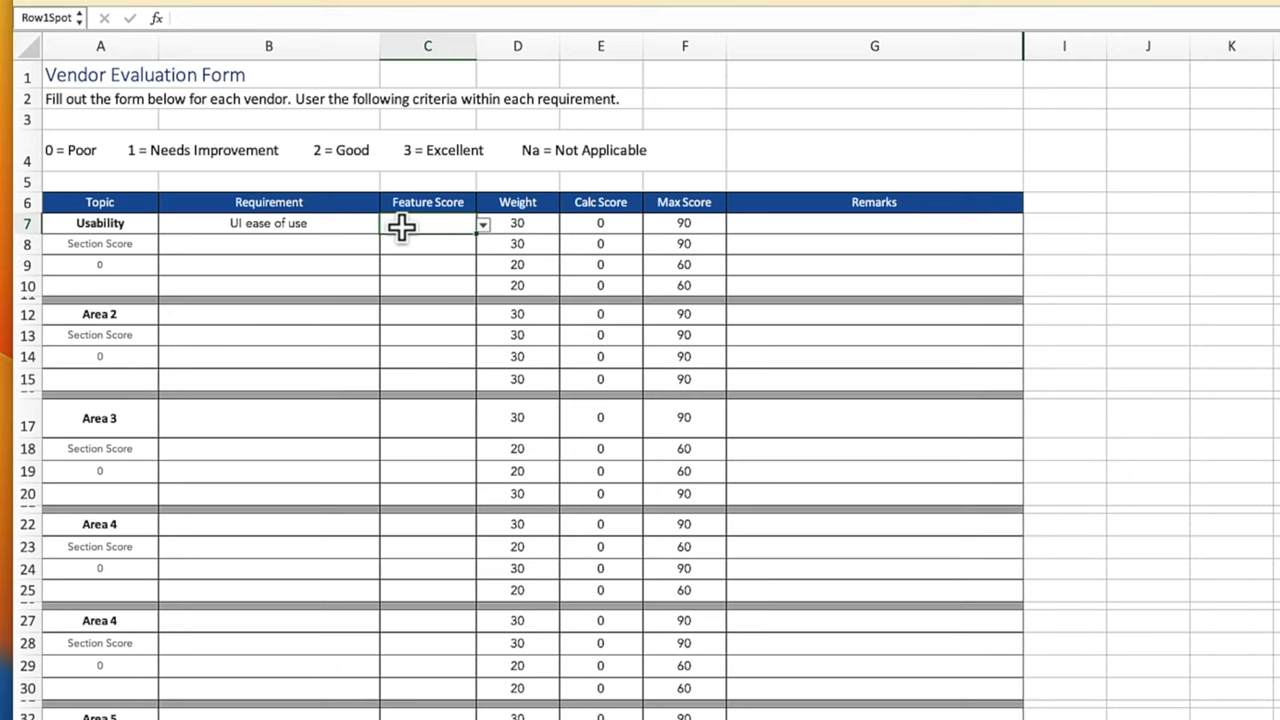 Row1Spot fx
A B C D E F G I J K
1 Vendor Evaluation Form
2 Fill out the form below for each vendor. User the following criteria within each requirement.
3
4 0 = Poor 1 = Needs Improvement 2 = Good 3 = Excellent Na = Not Applicable
5
6 Topic Requirement Feature Score Weight Calc Score Max Score Remarks
7 Usability UI ease of use 30 0 90
8 Section Score 30 0 90
9 0 20 0 60
10 20 0 60
12 Area 2 30 0 90
13 Section Score 30 0 90
14 0 30 0 90
15 30 0 90
17 Area 3 30 0 90
18 Section Score 20 0 60
19 0 20 0 60
20 30 0 90
22 Area 4 30 0 90
23 Section Score 20 0 60
24 0 30 0 90
25 20 0 60
27 Area 4 30 0 90
28 Section Score 30 0 90
29 0 20 0 60
30 20 0 60
32 Area 5 30 0 90